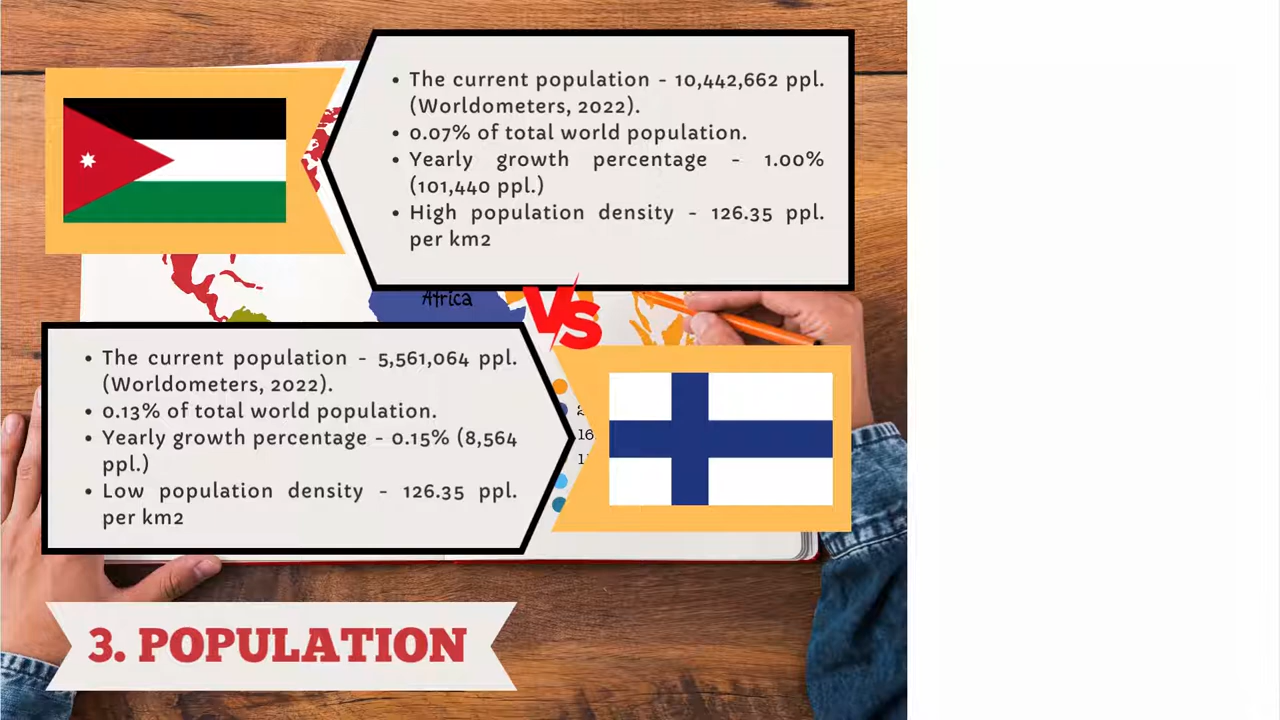 • The current population - 10,442,662 ppl.
(Worldometers, 2022).
• 0.07% of total world population.
• Yearly growth percentage - 1.00%
(101,440 ppl.)
• High population density - 126.35 ppl.
per km2
Africa
VS
• The current population - 5,561,064 ppl.
(Worldometers, 2022).
• 0.13% of total world population.
• Yearly growth percentage - 0.15% (8,564
ppl.)
• Low population density - 126.35 ppl.
per km2
16
3. POPULATION